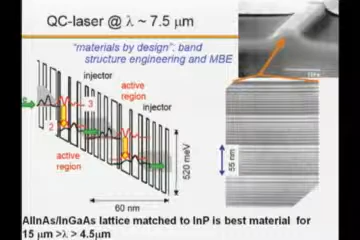 QC-laser @ λ ~ 7.5 μm
"materials by design": band
structure engineering and MBE
injector
active
region
injector
3
2
active
region
520 meV
60 nm
55 nm
AlInAs/InGaAs lattice matched to InP is best material for
15 μm >λ > 4.5μm